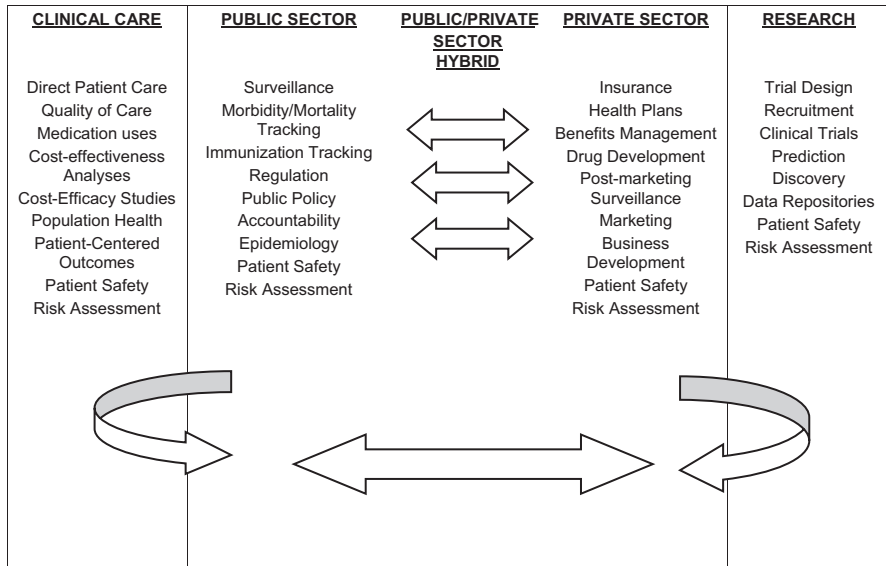 CLINICAL CARE
Direct Patient Care
Quality of Care
Medication uses
Cost-effectiveness
Analyses
Cost-Efficacy Studies
Population Health
Patient-Centered
Outcomes
Patient Safety
Risk Assessment
PUBLIC SECTOR
Surveillance
Morbidity/Mortality
Tracking
Immunization Tracking
Regulation
Public Policy
Accountability
Epidemiology
Patient Safety
Risk Assessment
PUBLIC/PRIVATE
SECTOR
HYBRID
PRIVATE SECTOR
Insurance
Health Plans
Benefits Management
Drug Development
Post-marketing
Surveillance
Marketing
Business
Development
Patient Safety
Risk Assessment
RESEARCH
Trial Design
Recruitment
Clinical Trials
Prediction
Discovery
Data Repositories
Patient Safety
Risk Assessment